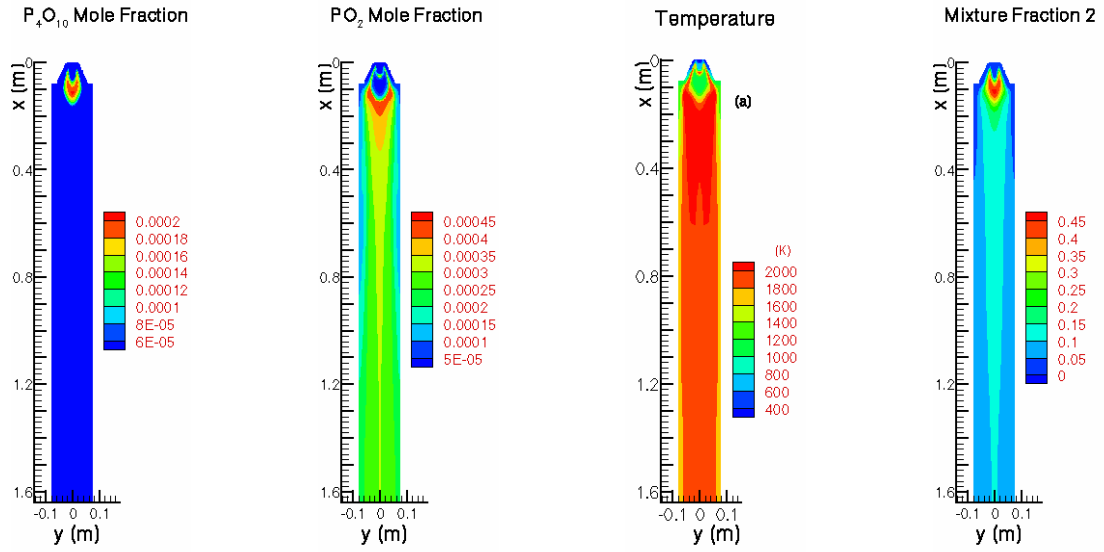 P₄O₁₀ Mole Fraction
0
0.4
0.8
1.2
1.6
x (m)
-0.1 0 0.1
y (m)
0.0002
0.00018
0.00016
0.00014
0.00012
0.0001
8E-05
6E-05
PO₂ Mole Fraction
0
0.4
0.8
1.2
1.6
x (m)
-0.1 0 0.1
y (m)
0.00045
0.0004
0.00035
0.0003
0.00025
0.0002
0.00015
0.0001
5E-05
Temperature
(a)
0
0.4
0.8
1.2
1.6
x (m)
-0.1 0 0.1
y (m)
(K)
2000
1800
1600
1400
1200
1000
800
600
400
Mixture Fraction 2
0
0.4
0.8
1.2
1.6
x (m)
-0.1 0 0.1
y (m)
0.45
0.4
0.35
0.3
0.25
0.2
0.15
0.1
0.05
0